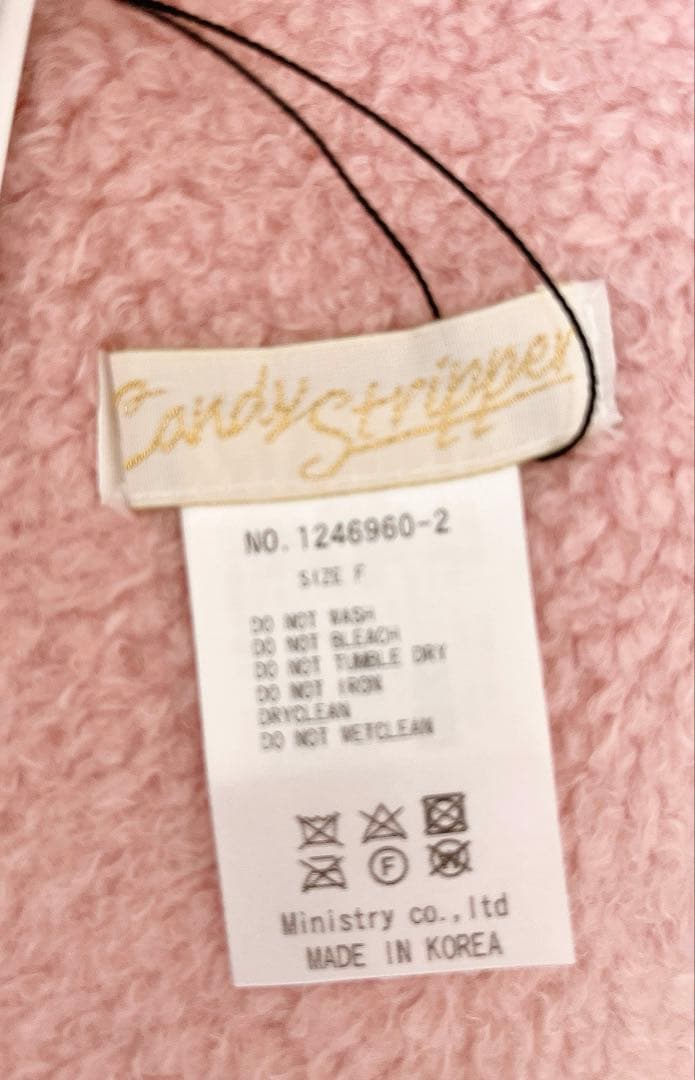 Candy Stripper
NO. 1246960-2
SIZE F
DO NOT WASH
DO NOT BLEACH
DO NOT TUMBLE DRY
DO NOT IRON
DRYCLEAN
DO NOT WETCLEAN
F
W
Ministry co.,ltd
MADE IN KOREA